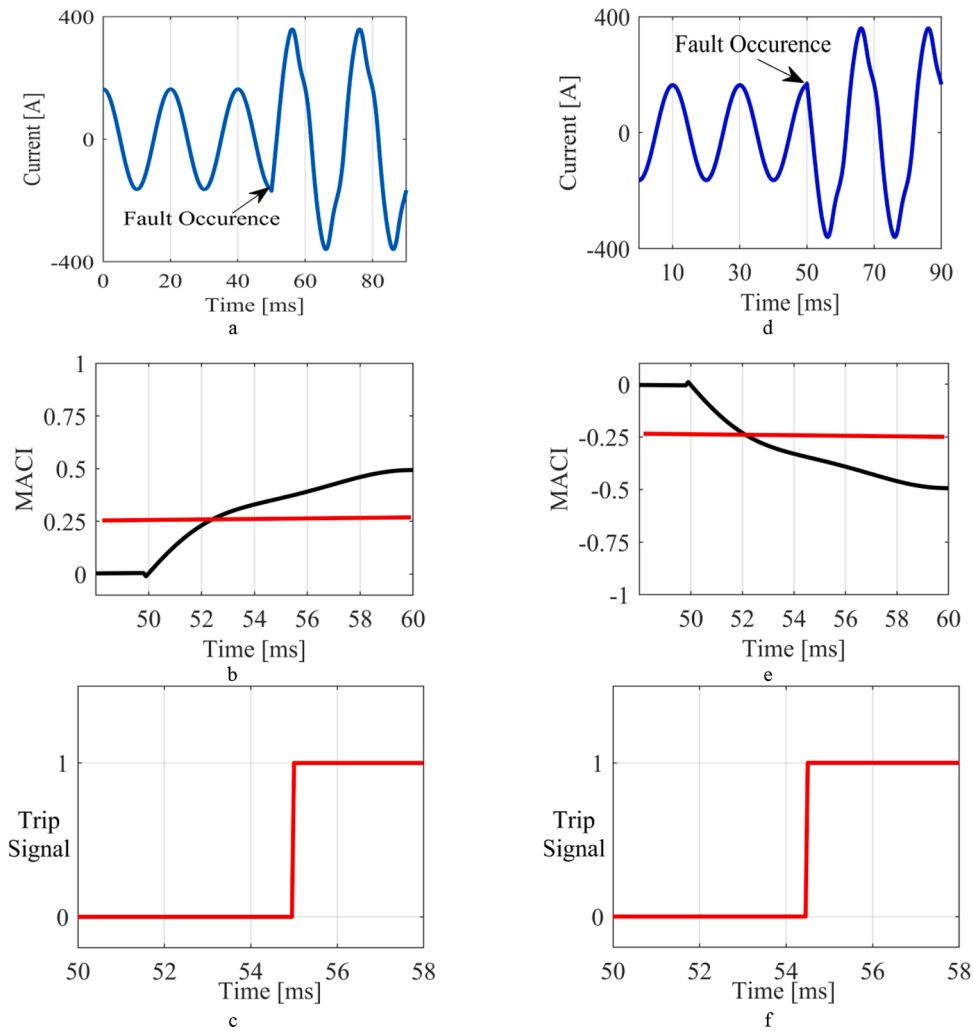 400
0
-400
Current [A]
Fault Occurence
0 20 40 60 80
Time [ms]
a
400
0
-400
Current [A]
Fault Occurence
10 30 50 70 90
Time [ms]
d
1
0.75
0.5
0.25
0
MACI
50 52 54 56 58 60
Time [ms]
b
0
-0.25
-0.5
-0.75
-1
MACI
50 52 54 56 58 60
Time [ms]
e
1
Trip
Signal
0
50 52 54 56 58
Time [ms]
c
1
Trip
Signal
0
50 52 54 56 58
Time [ms]
f